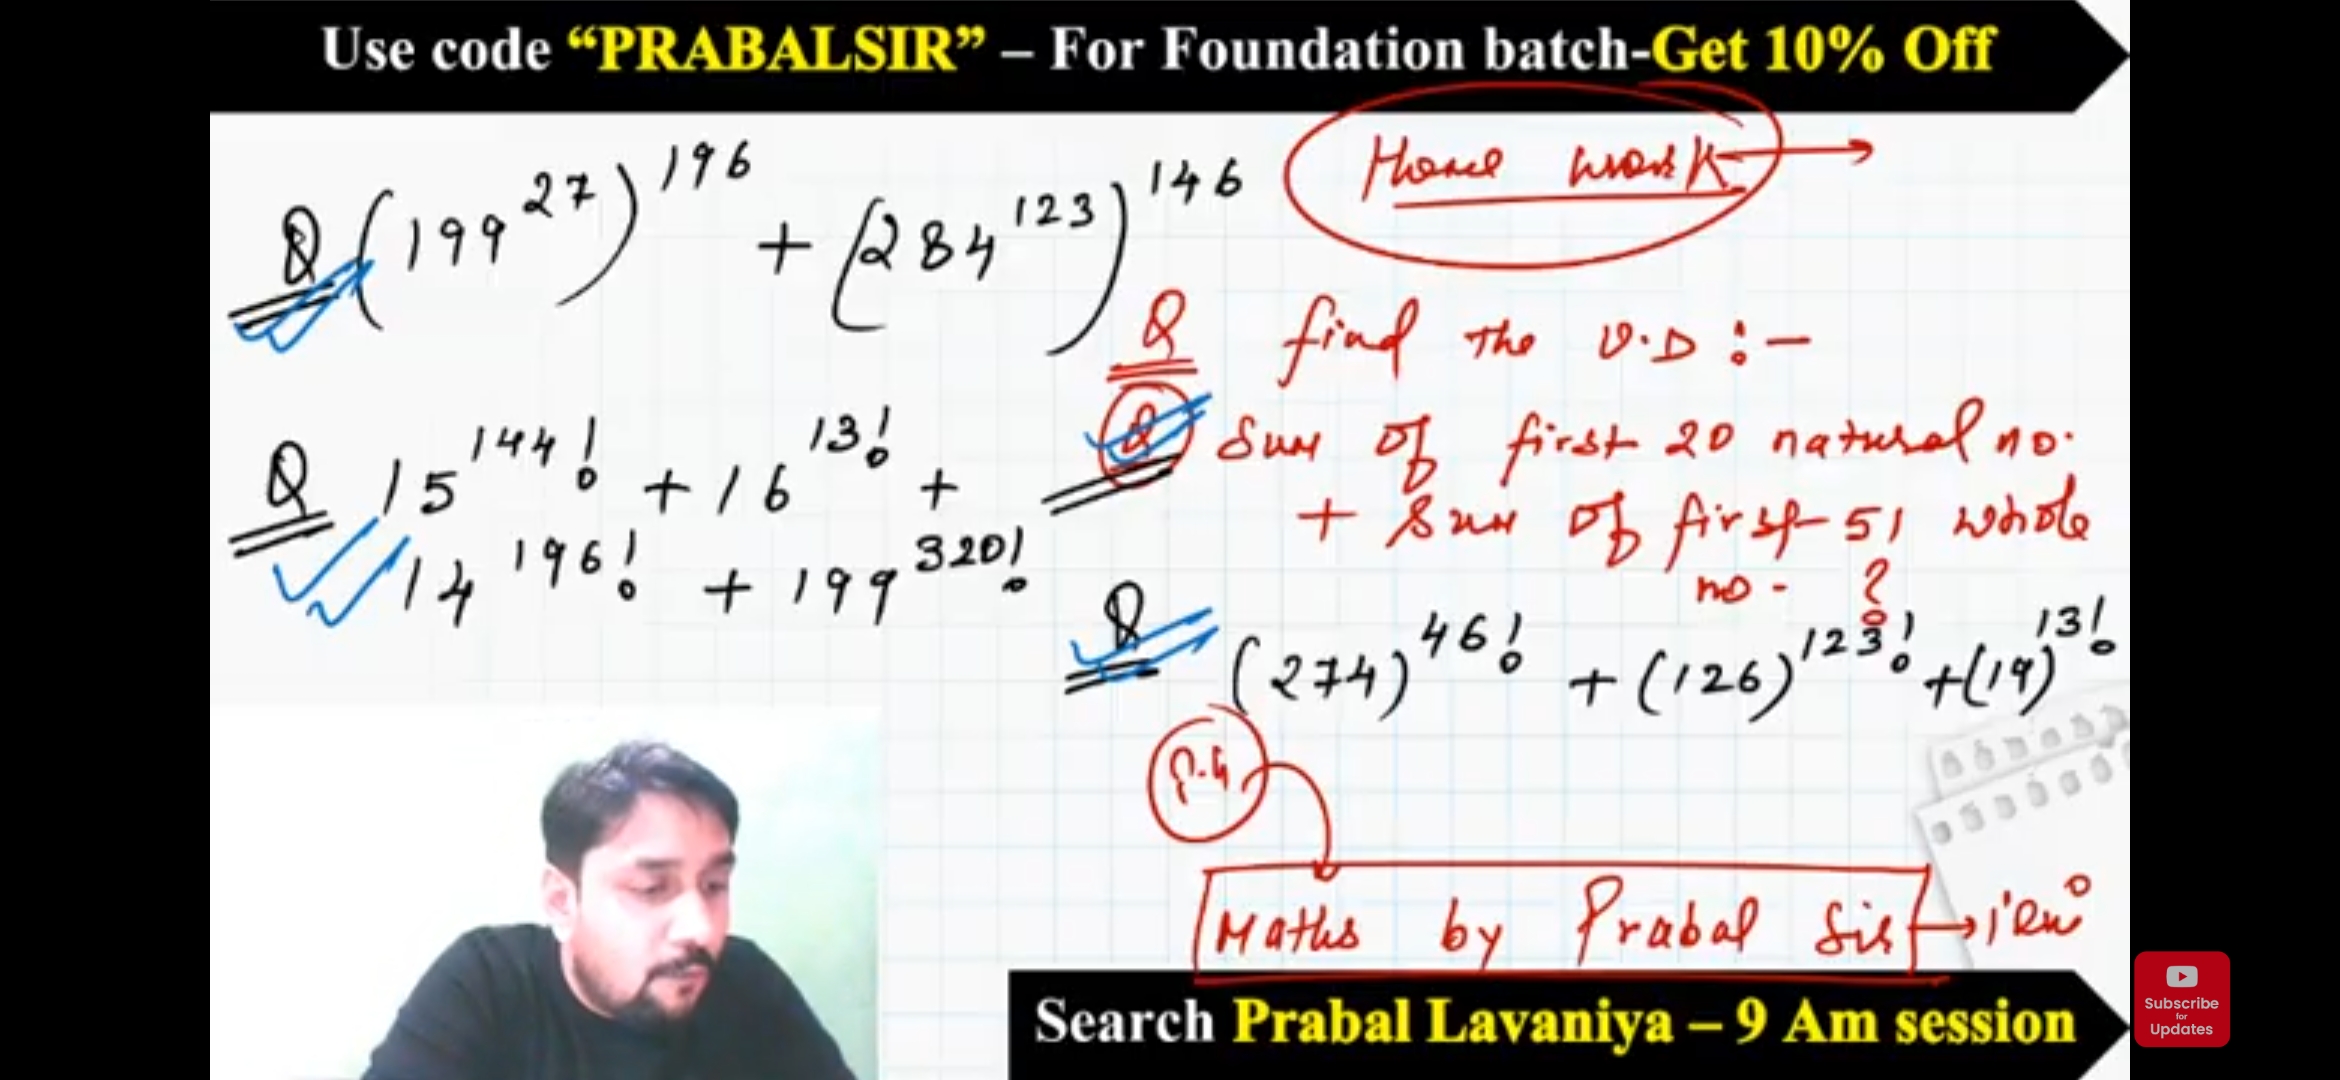 Use code “PRABALSIR” – For Foundation batch-Get 10% Off
Home work →
Q (199^27)^196 + (284^123)^146
Q find the U.D :-
Q Sum of first 20 natural no.
+ Sum of first 51 whole
no. ?
Q 15^144! + 16^13! +
14^196! + 199^320!
Q (274)^46! + (126)^123! + (19)^13!
Maths by Prabal Sir →
Search Prabal Lavaniya – 9 Am session
Subscribe
for
Updates